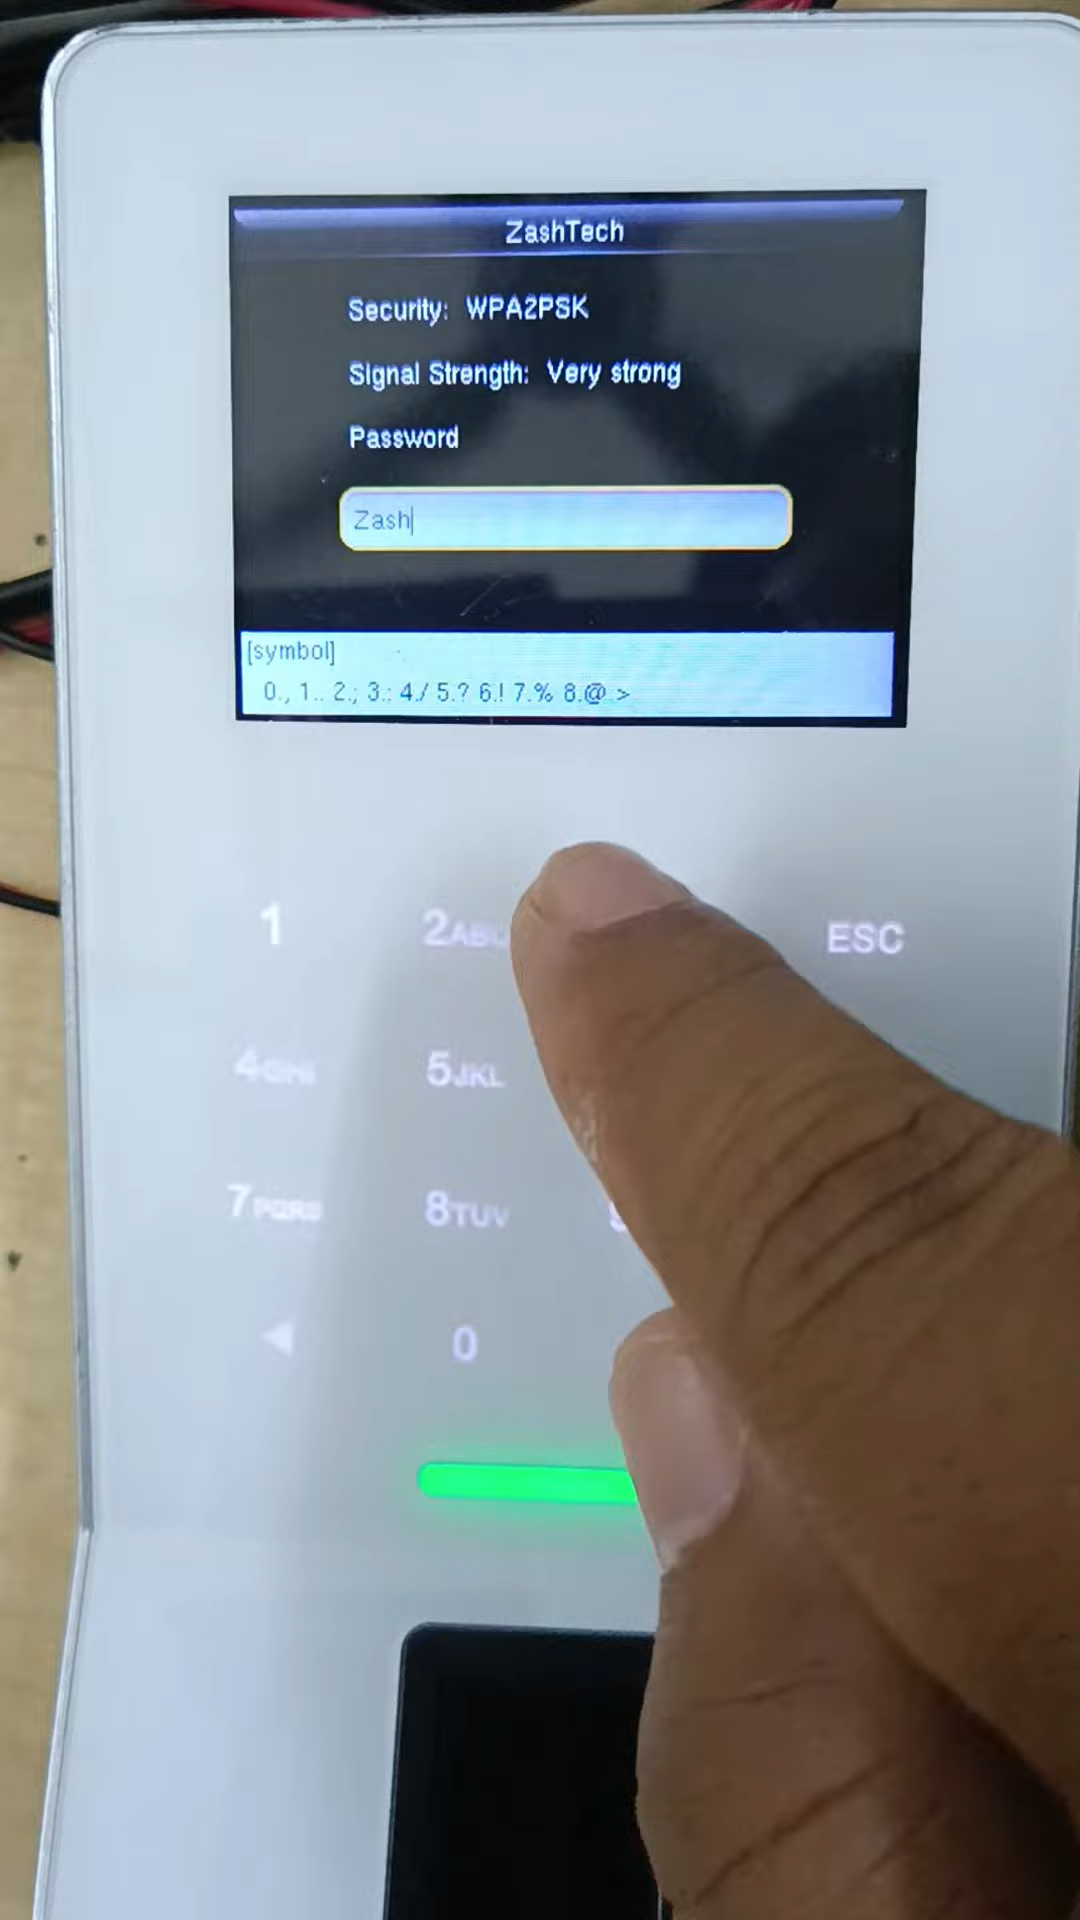 ZashTech
Security: WPA2PSK
Signal Strength: Very strong
Password
Zash
[symbol]
0., 1.. 2.; 3.: 4./ 5.? 6.! 7.% 8.@ >
1 2ABC ESC
4GHI 5JKL
7PQRS 8TUV
0